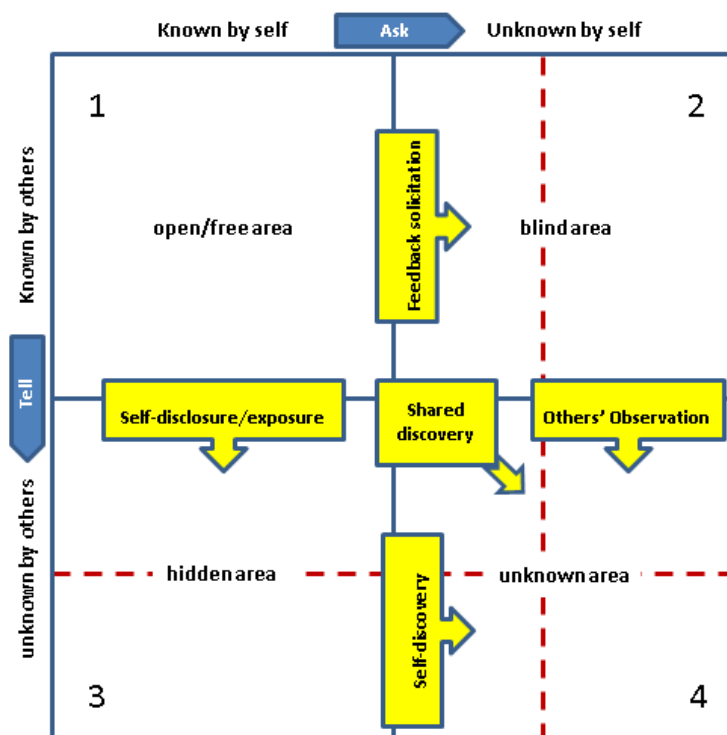 Known by self
Ask
Unknown by self
1
2
Known by others
Feedback solicitation
open/free area
blind area
Tell
Self-disclosure/exposure
Shared
discovery
Others' Observation
unknown by others
hidden area
Self-discovery
unknown area
3
4